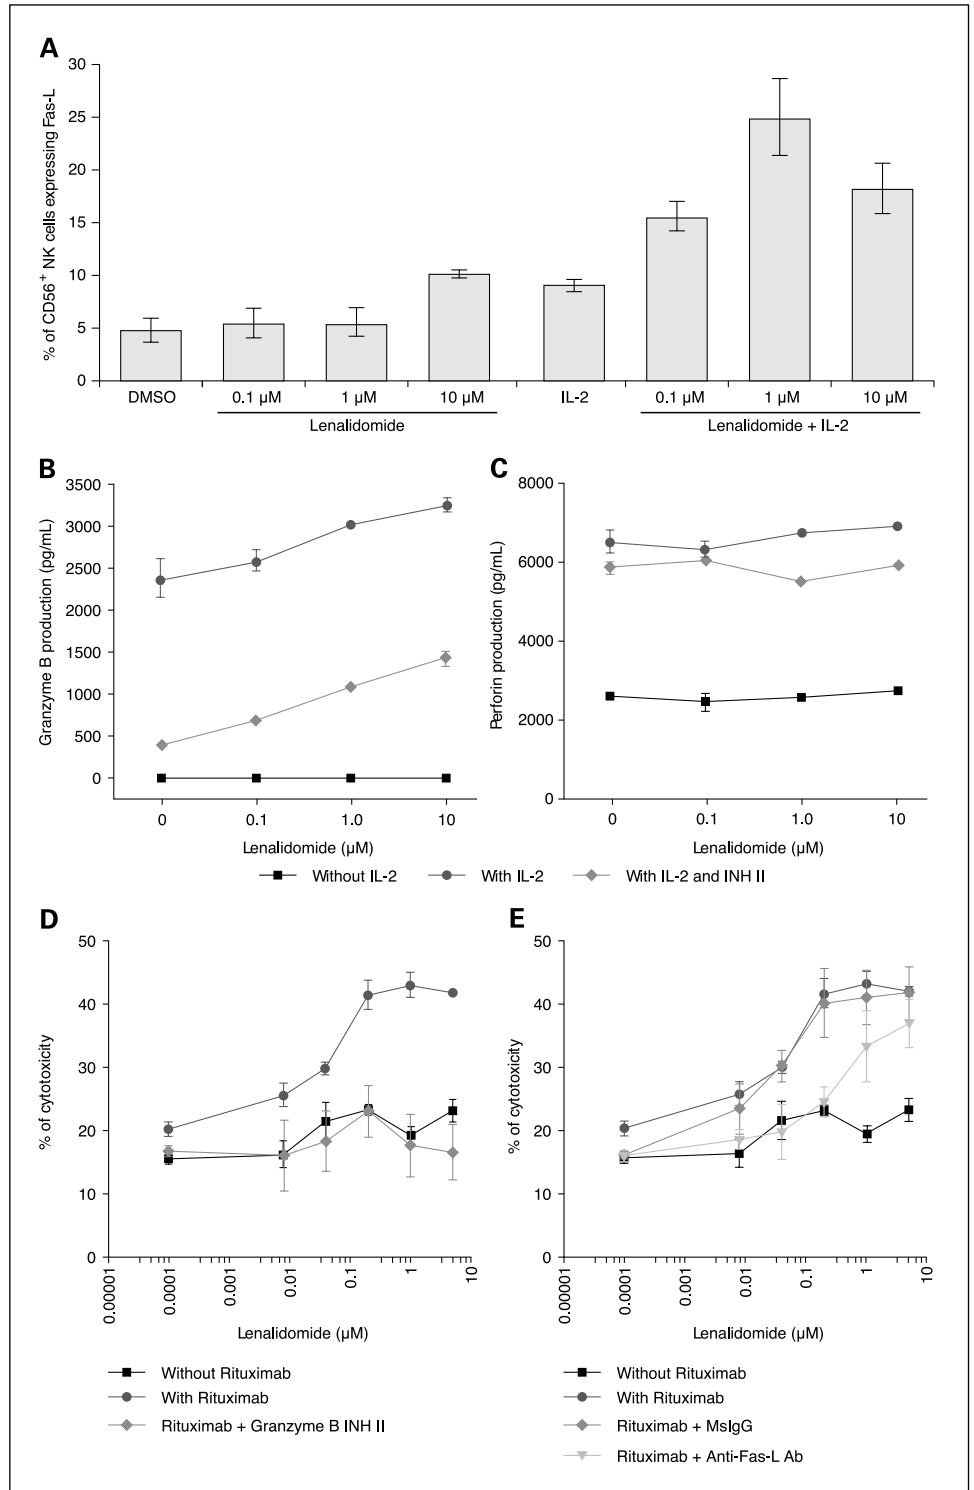 A
% of CD56+ NK cells expressing Fas-L
30
25
20
15
10
5
0
DMSO 0.1 µM 1 µM 10 µM IL-2 0.1 µM 1 µM 10 µM
Lenalidomide Lenalidomide + IL-2
B
Granzyme B production (pg/mL)
3500
3000
2500
2000
1500
1000
500
0
0 0.1 1.0 10
Lenalidomide (µM)
C
Perforin production (pg/mL)
8000
6000
4000
2000
0
0 0.1 1.0 10
Lenalidomide (µM)
Without IL-2 With IL-2 With IL-2 and INH II
D
% of cytotoxicity
50
40
30
20
10
0
0.00001 0.0001 0.001 0.01 0.1 1 10
Lenalidomide (µM)
Without Rituximab
With Rituximab
Rituximab + Granzyme B INH II
E
% of cytotoxicity
50
40
30
20
10
0
0.00001 0.0001 0.001 0.01 0.1 1 10
Lenalidomide (µM)
Without Rituximab
With Rituximab
Rituximab + MsIgG
Rituximab + Anti-Fas-L Ab